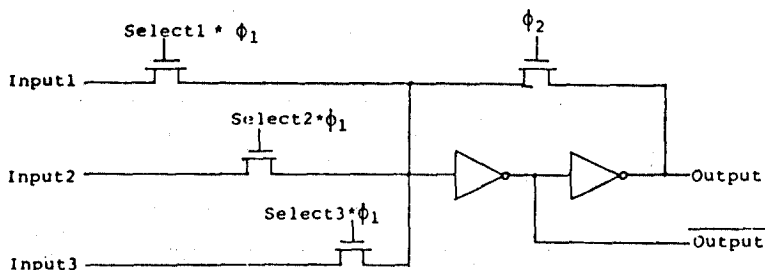 Select1* ϕ1
ϕ2
Input1
Select2*ϕ1
Input2
Output
Select3*ϕ1
Output
Input3